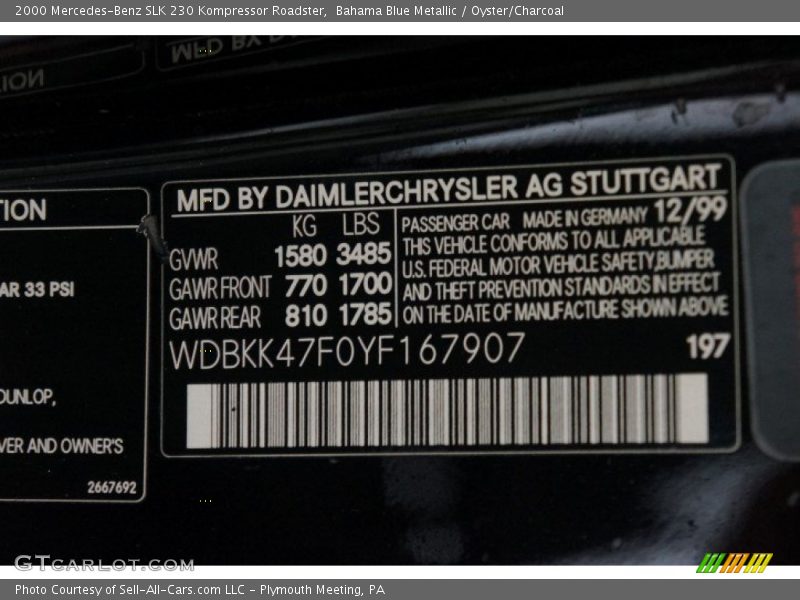 2000 Mercedes-Benz SLK 230 Kompressor Roadster, Bahama Blue Metallic / Oyster/Charcoal
MFD BY D
TION
TION
AR 33 PSI
DUNLOP,
VER AND OWNER'S
2667692
MFD BY DAIMLERCHRYSLER AG STUTTGART
KG LBS
GVWR 1580 3485
GAWR FRONT 770 1700
GAWR REAR 810 1785
PASSENGER CAR MADE IN GERMANY 12/99
THIS VEHICLE CONFORMS TO ALL APPLICABLE
U.S. FEDERAL MOTOR VEHICLE SAFETY,BUMPER
AND THEFT PREVENTION STANDARDS IN EFFECT
ON THE DATE OF MANUFACTURE SHOWN ABOVE
WDBKK47F0YF167907 197
GTCARLOT.COM
Photo Courtesy of Sell-All-Cars.com LLC - Plymouth Meeting, PA